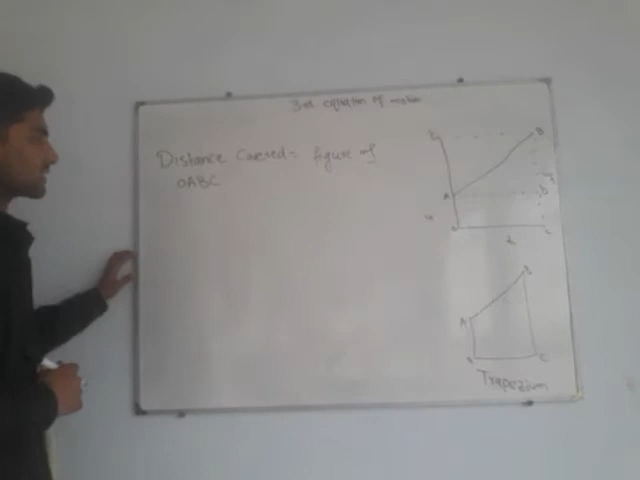 3rd equation of motion
Distance Covered = figure of
OABC
E
B
A
D
O
C
t
B
A
O
C
Trapezium